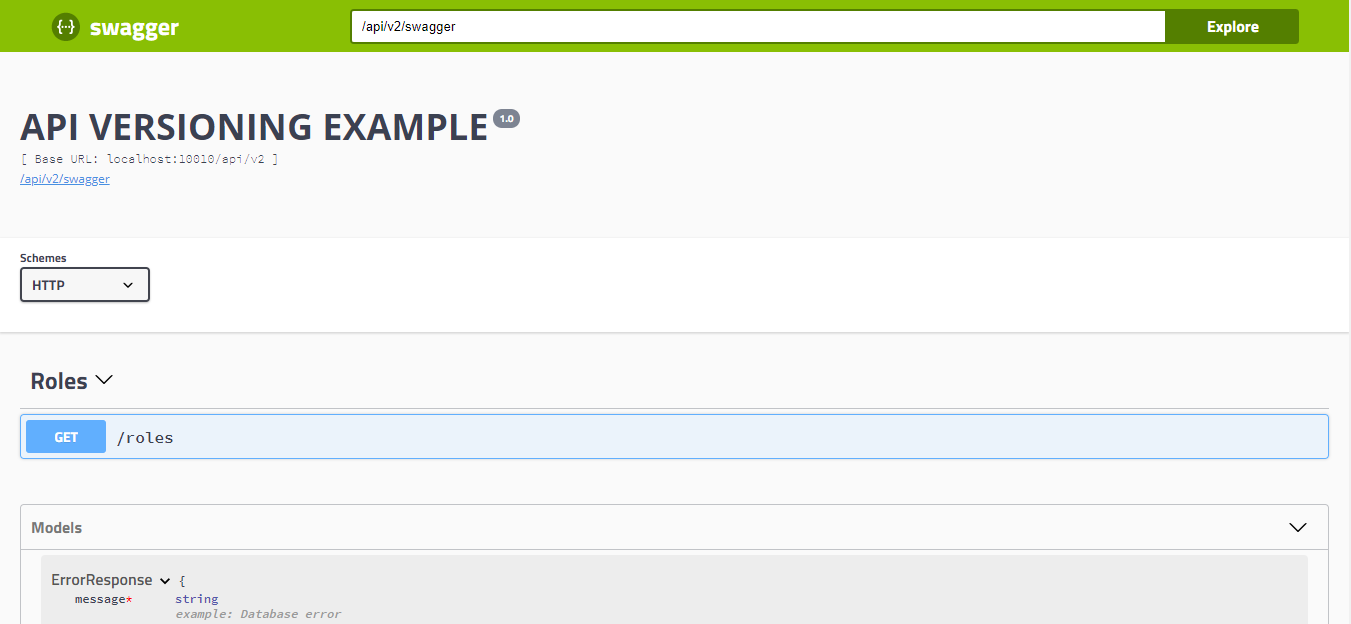 {···} swagger /api/v2/swagger Explore
API VERSIONING EXAMPLE 1.0
[ Base URL: localhost:10010/api/v2 ]
/api/v2/swagger
Schemes
HTTP
Roles
GET /roles
Models
ErrorResponse {
message* string
example: Database error